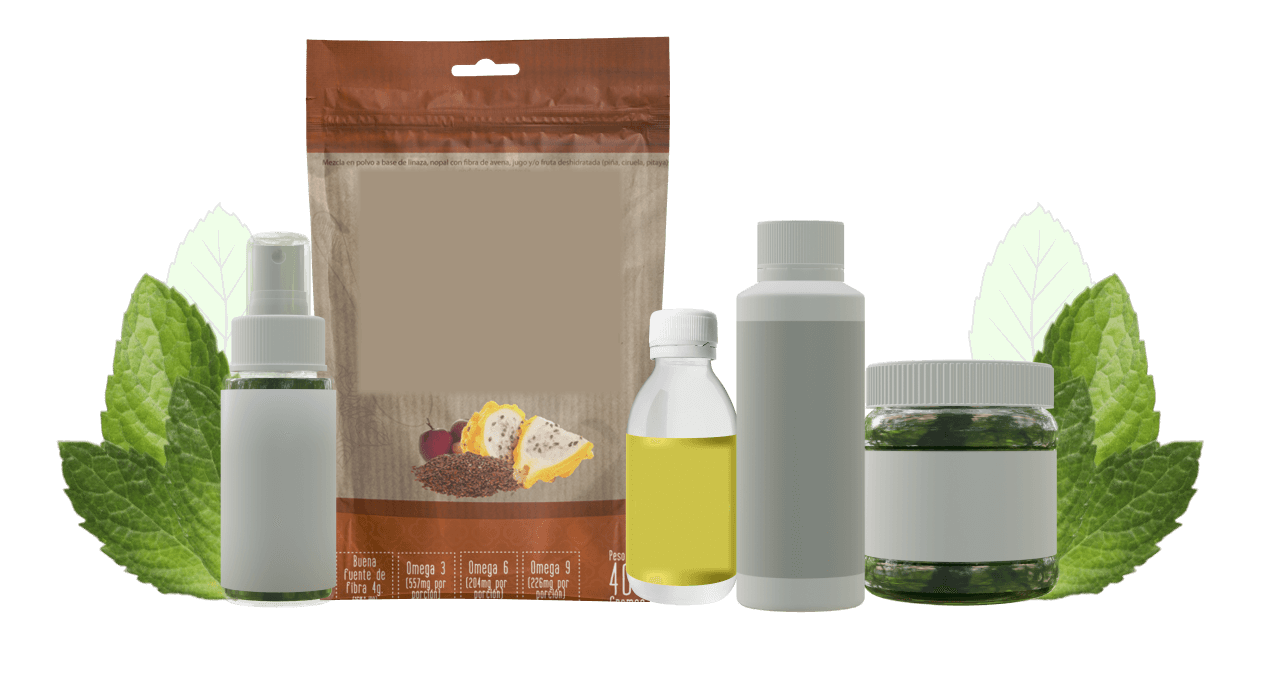 Mezcla en polvo a base de linaza, nopal con fibra de avena, jugo y/o fruta deshidratada (piña, ciruela, pitaya)
Buena
fuente de
fibra 4g
Omega 3
(557mg por
porción)
Omega 6
(204mg por
porción)
Omega 9
(226mg por
porción)
Peso